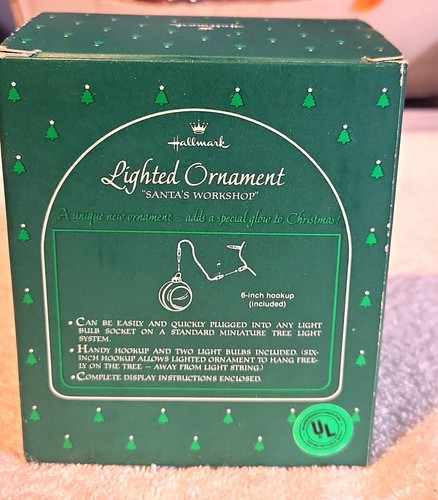 Hallmark
Lighted Ornament
"SANTA'S WORKSHOP"
A unique new ornament – adds a special glow to Christmas!
6-inch hookup
(included)
• CAN BE EASILY AND QUICKLY PLUGGED INTO ANY LIGHT
BULB SOCKET ON A STANDARD MINIATURE TREE LIGHT
SYSTEM.
• HANDY HOOKUP AND TWO LIGHT BULBS INCLUDED. (SIX-
INCH HOOKUP ALLOWS LIGHTED ORNAMENT TO HANG FREE-
LY ON THE TREE – AWAY FROM LIGHT STRING.)
• COMPLETE DISPLAY INSTRUCTIONS ENCLOSED.
UL